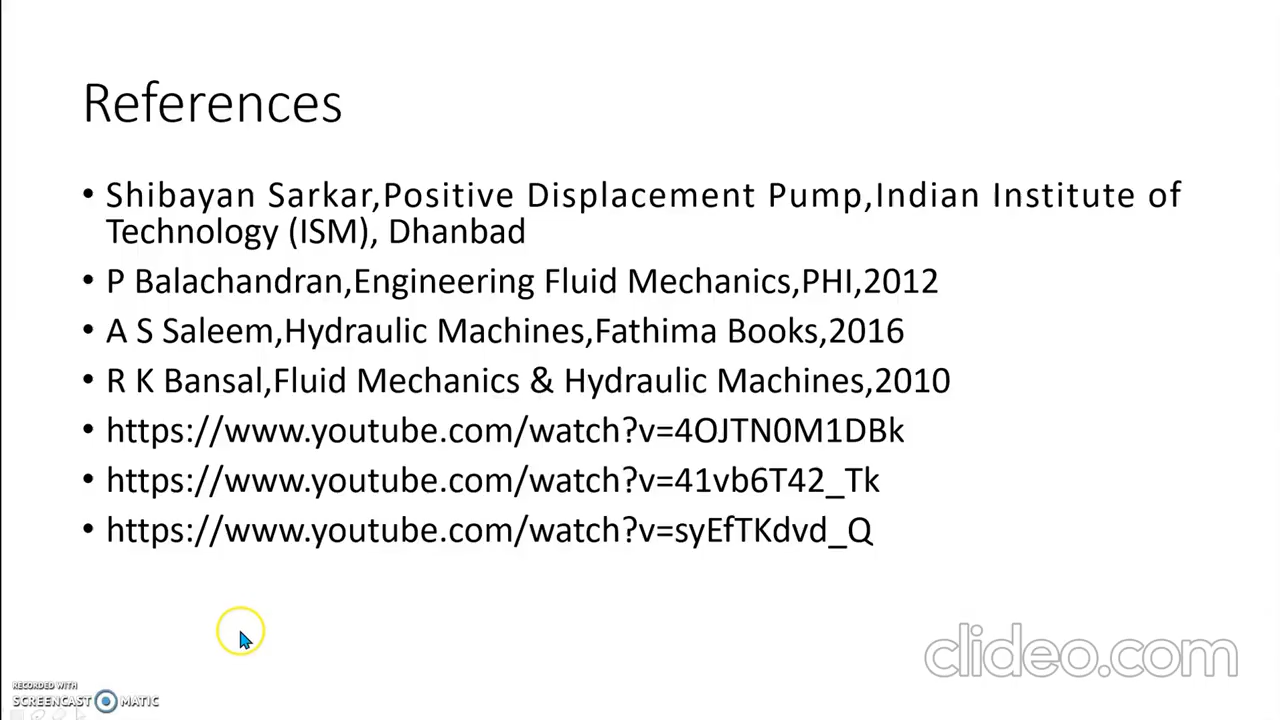 References
• Shibayan Sarkar,Positive Displacement Pump,Indian Institute of
Technology (ISM), Dhanbad
• P Balachandran,Engineering Fluid Mechanics,PHI,2012
• A S Saleem,Hydraulic Machines,Fathima Books,2016
• R K Bansal,Fluid Mechanics & Hydraulic Machines,2010
• https://www.youtube.com/watch?v=4OJTN0M1DBk
• https://www.youtube.com/watch?v=41vb6T42_Tk
• https://www.youtube.com/watch?v=syEfTKdvd_Q
clideo.com
RECORDED WITH
SCREENCAST MATIC